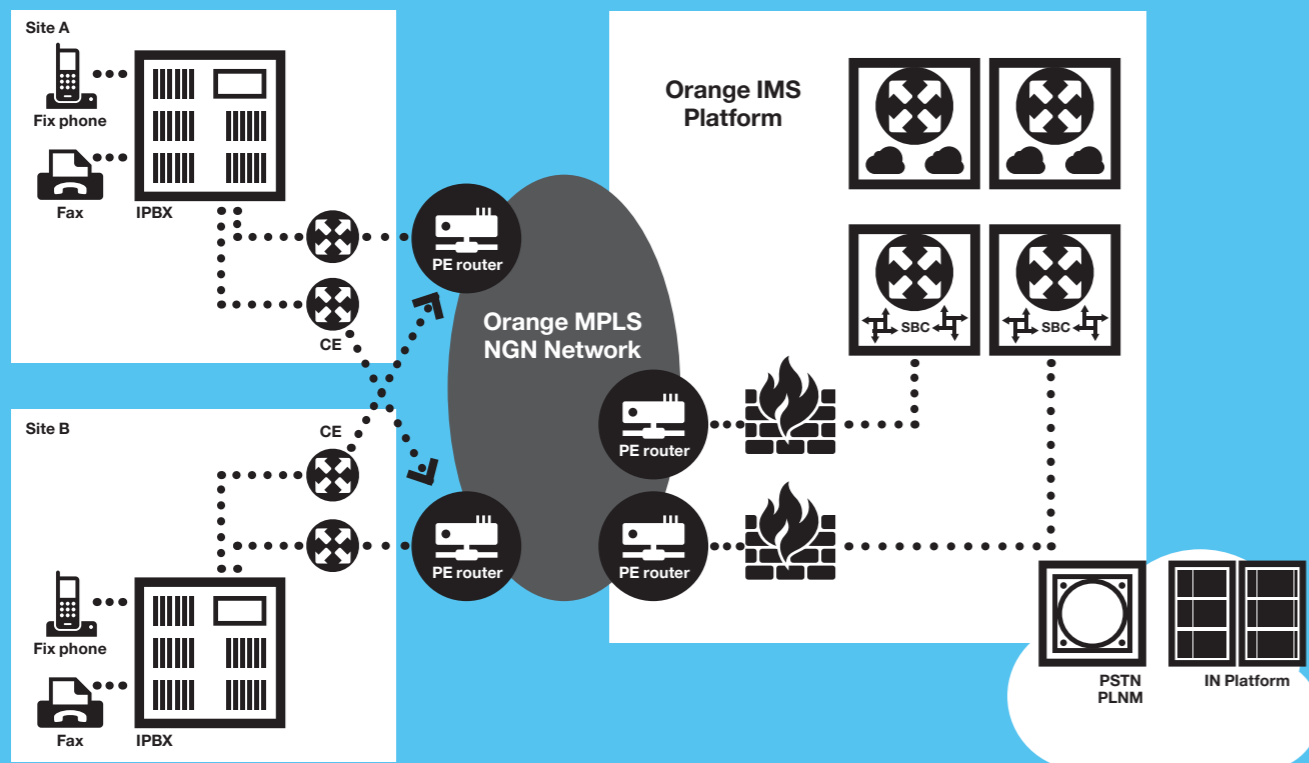 Site A
Fix phone
Fax
IPBX
CE
PE router
Orange MPLS
NGN Network
Orange IMS
Platform
SBC
SBC
PE router
PE router
PE router
Site B
CE
Fix phone
Fax
IPBX
PSTN
PLNM
IN Platform